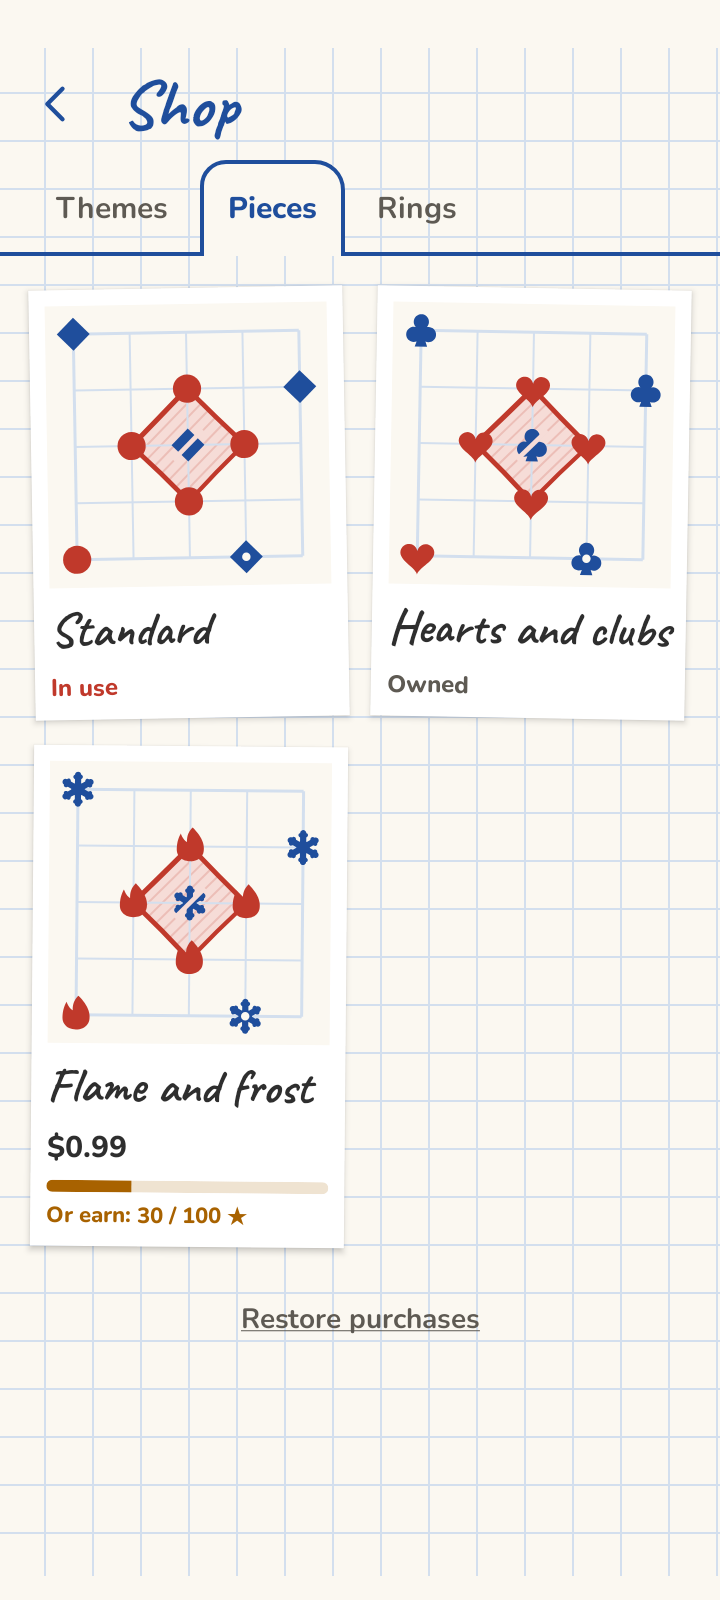 Shop
Themes
Pieces
Rings
Standard
In use
Hearts and clubs
Owned
Flame and frost
$0.99
Or earn: 30 / 100 ★
Restore purchases